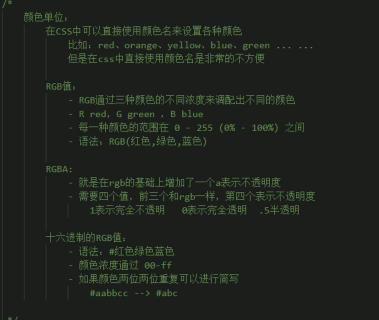 /*
颜色单位：
在CSS中可以直接使用颜色名来设置各种颜色
比如：red、orange、yellow、blue、green ... ...
但是在css中直接使用颜色名是非常的不方便
RGB值：
- RGB通过三种颜色的不同浓度来调配出不同的颜色
- R red，G green ，B blue
- 每一种颜色的范围在 0 - 255 (0% - 100%) 之间
- 语法：RGB(红色,绿色,蓝色)
RGBA:
- 就是在rgb的基础上增加了一个a表示不透明度
- 需要四个值，前三个和rgb一样，第四个表示不透明度
1表示完全不透明 0表示完全透明 .5半透明
十六进制的RGB值：
- 语法：#红色绿色蓝色
- 颜色浓度通过 00-ff
- 如果颜色两位两位重复可以进行简写
#aabbcc --> #abc
*/